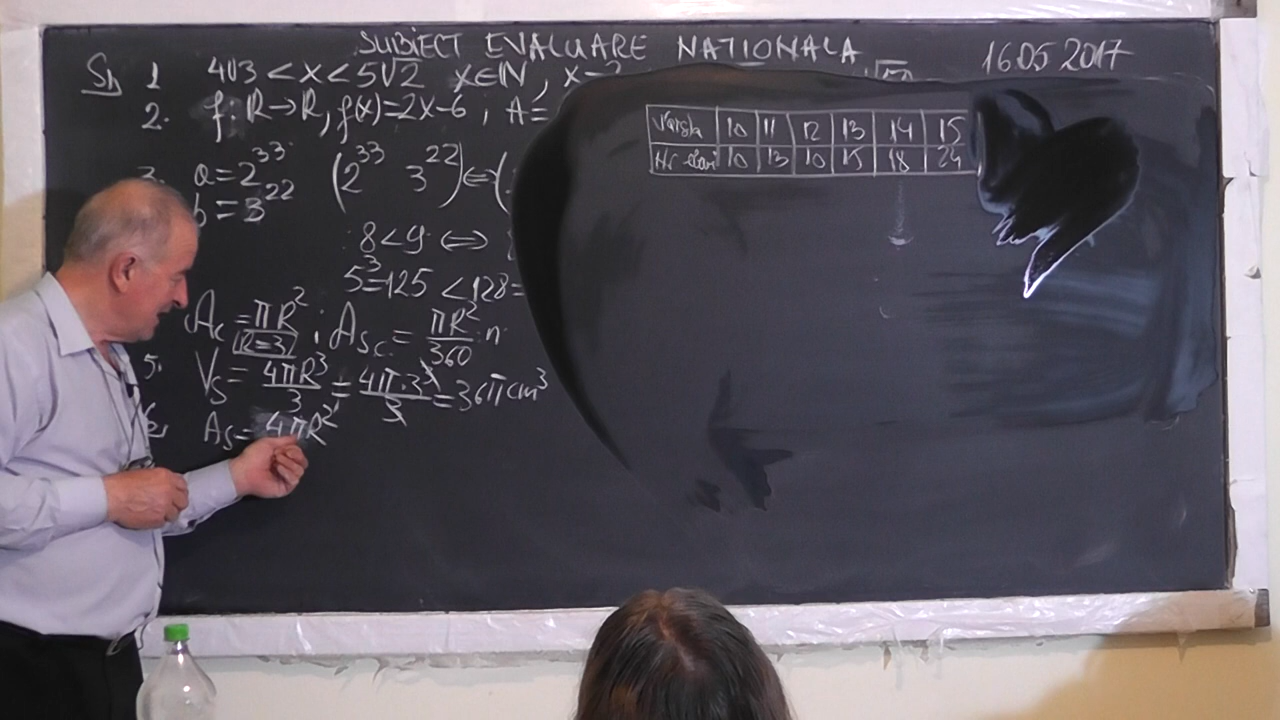 SUBIECT EVALUARE NAȚIONALA 16.05.2017
SI 1. 4√3 < x < 5√2 x∈N, x=?
2. f: R→R, f(x)=2x-6, A=
3. a=2^33 (2^33 3^22) ⇔ (
b=3^22
8<9 ⇔
5^3=125 <128=
A_c = πR^2 ; A_sc = πR^2/360 · n
R=3
5. V_S = 4πR^3/3 = 4π·3^3/3 = 36π cm^3
6. A_S = 4πR^2
Varsta 10 11 12 13 14 15
Nr elevi 10 13 10 15 18 24